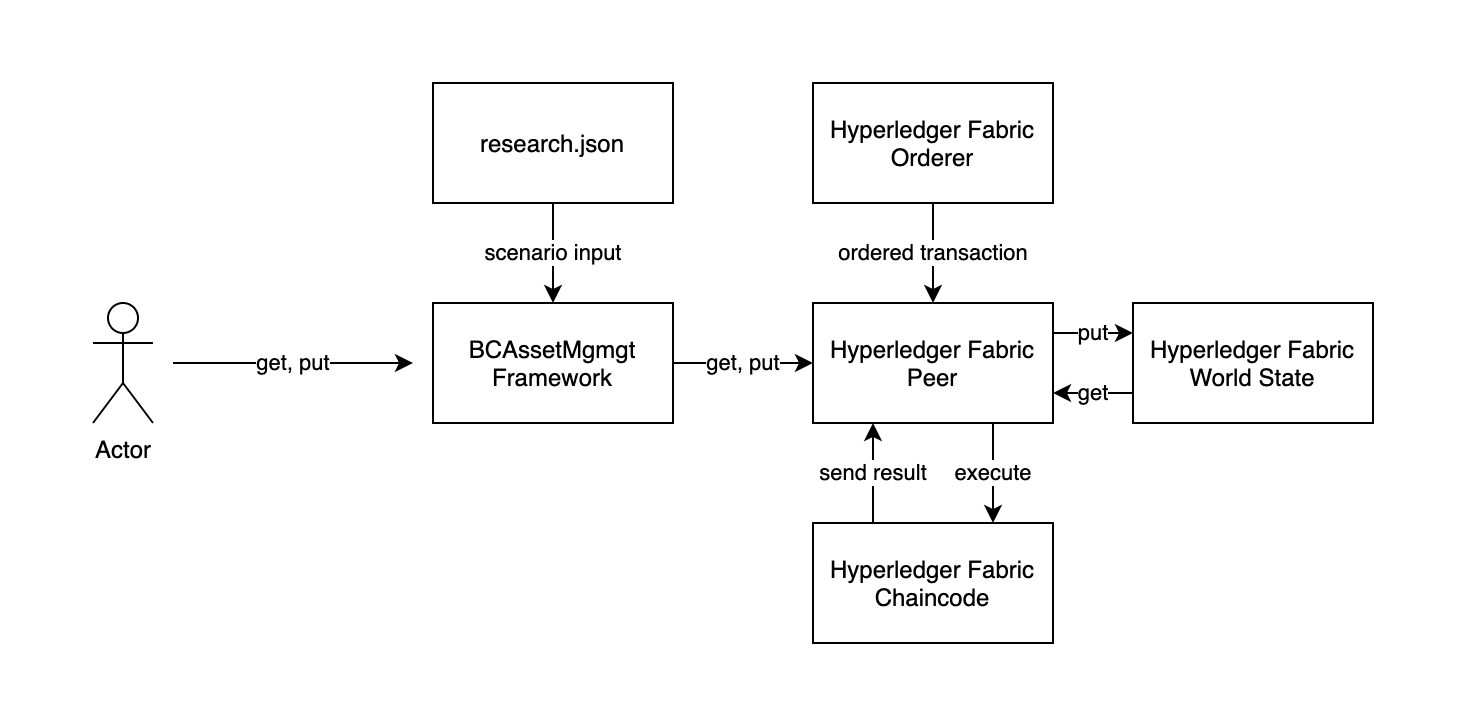 research.json
Hyperledger Fabric
Orderer
scenario input
ordered transaction
Actor
get, put
BCAssetMgmgt
Framework
get, put
Hyperledger Fabric
Peer
put
get
Hyperledger Fabric
World State
send result
execute
Hyperledger Fabric
Chaincode